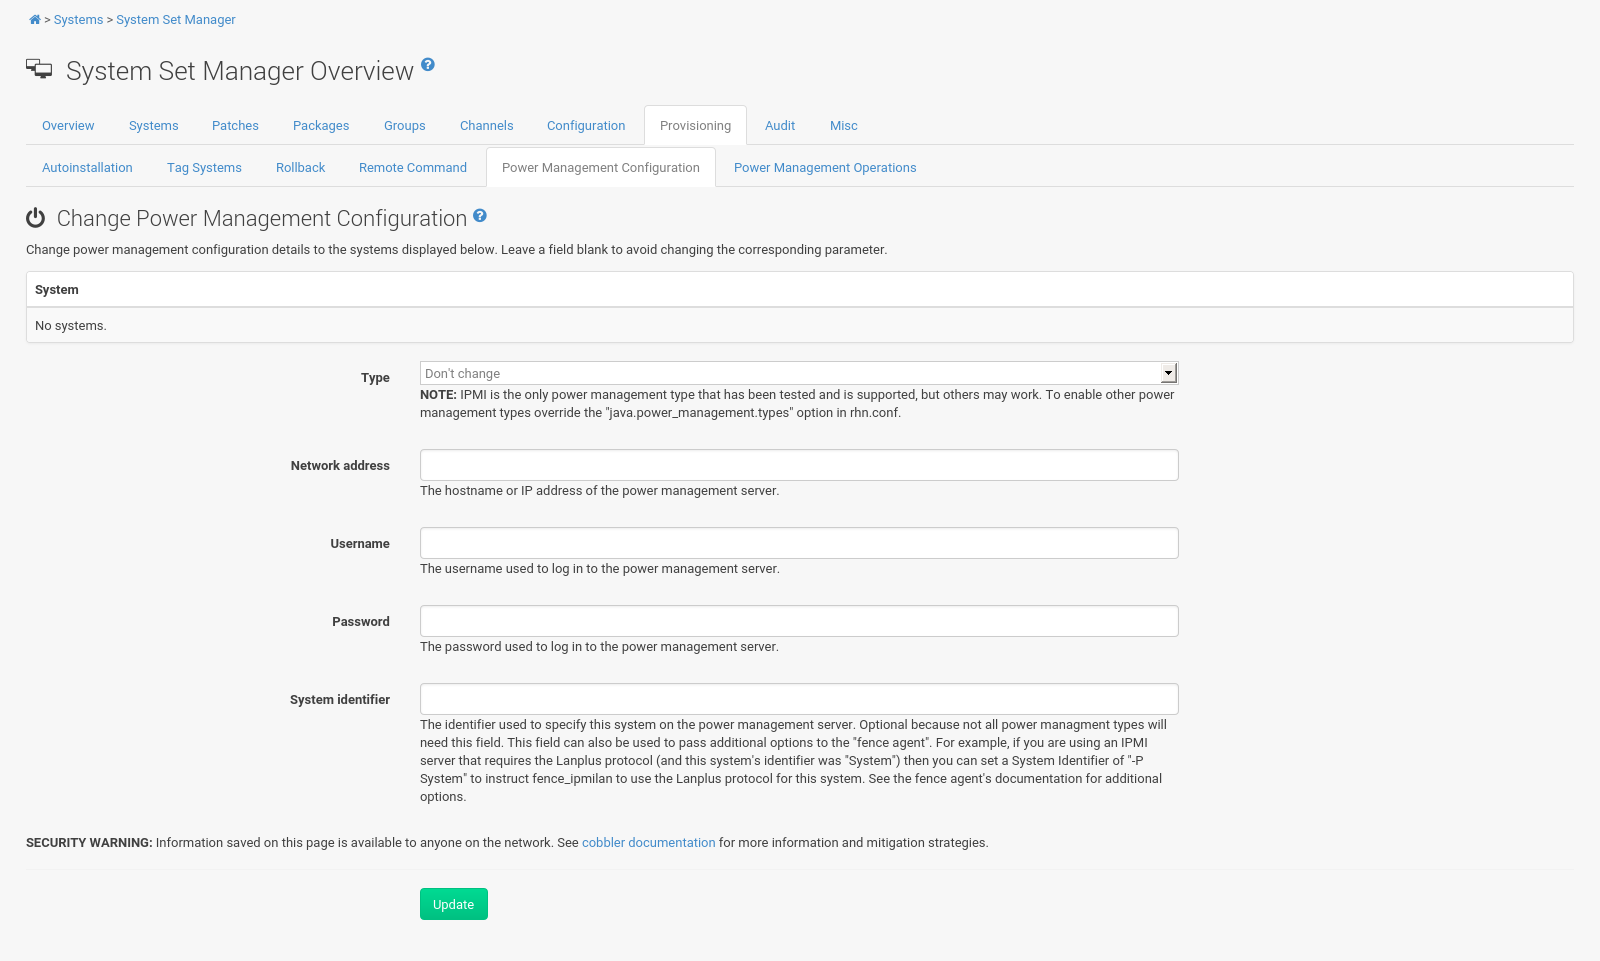 > Systems > System Set Manager
System Set Manager Overview ?
Overview Systems Patches Packages Groups Channels Configuration Provisioning Audit Misc
Autoinstallation Tag Systems Rollback Remote Command Power Management Configuration Power Management Operations
Change Power Management Configuration ?
Change power management configuration details to the systems displayed below. Leave a field blank to avoid changing the corresponding parameter.
System
No systems.
Type Don't change
NOTE: IPMI is the only power management type that has been tested and is supported, but others may work. To enable other power
management types override the "java.power_management.types" option in rhn.conf.
Network address
The hostname or IP address of the power management server.
Username
The username used to log in to the power management server.
Password
The password used to log in to the power management server.
System identifier
The identifier used to specify this system on the power management server. Optional because not all power managment types will
need this field. This field can also be used to pass additional options to the "fence agent". For example, if you are using an IPMI
server that requires the Lanplus protocol (and this system's identifier was "System") then you can set a System Identifier of "-P
System" to instruct fence_ipmilan to use the Lanplus protocol for this system. See the fence agent's documentation for additional
options.
SECURITY WARNING: Information saved on this page is available to anyone on the network. See cobbler documentation for more information and mitigation strategies.
Update